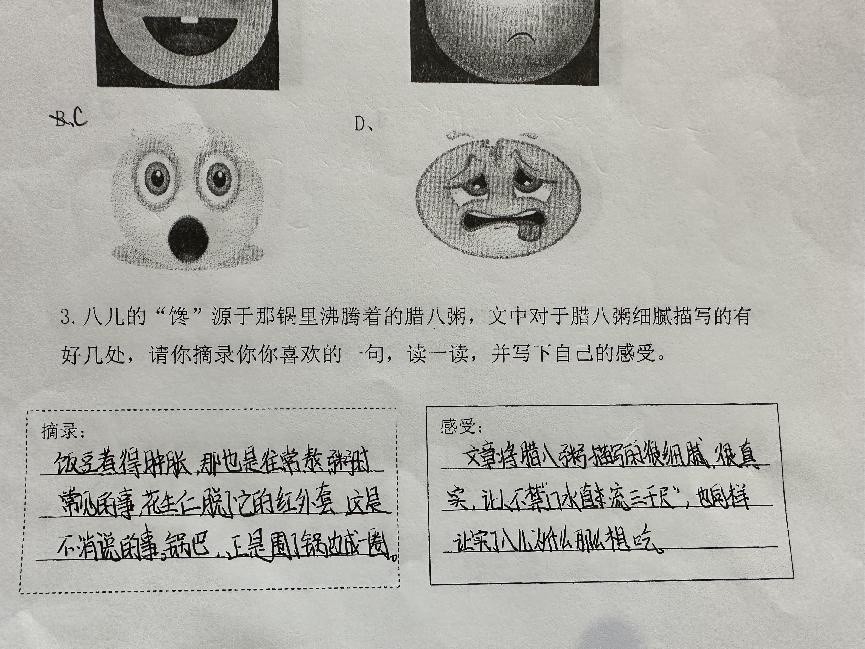 B、C
D、
3.八儿的“馋”源于那锅里沸腾着的腊八粥，文中对于腊八粥细腻描写的有
好几处，请你摘录你你喜欢的一句，读一读，并写下自己的感受。
摘录：
饭豆煮得肿胀，那也是往常熬粥时
常见的事，花生仁脱了它的红外套，这是
不消说的事。锅巴，正是围了锅边成一圈。
感受：
文章将腊八粥描写的很细腻，很真
实，让人不禁“口水直流三千尺”，也同样
让实了八儿为什么那么想吃。